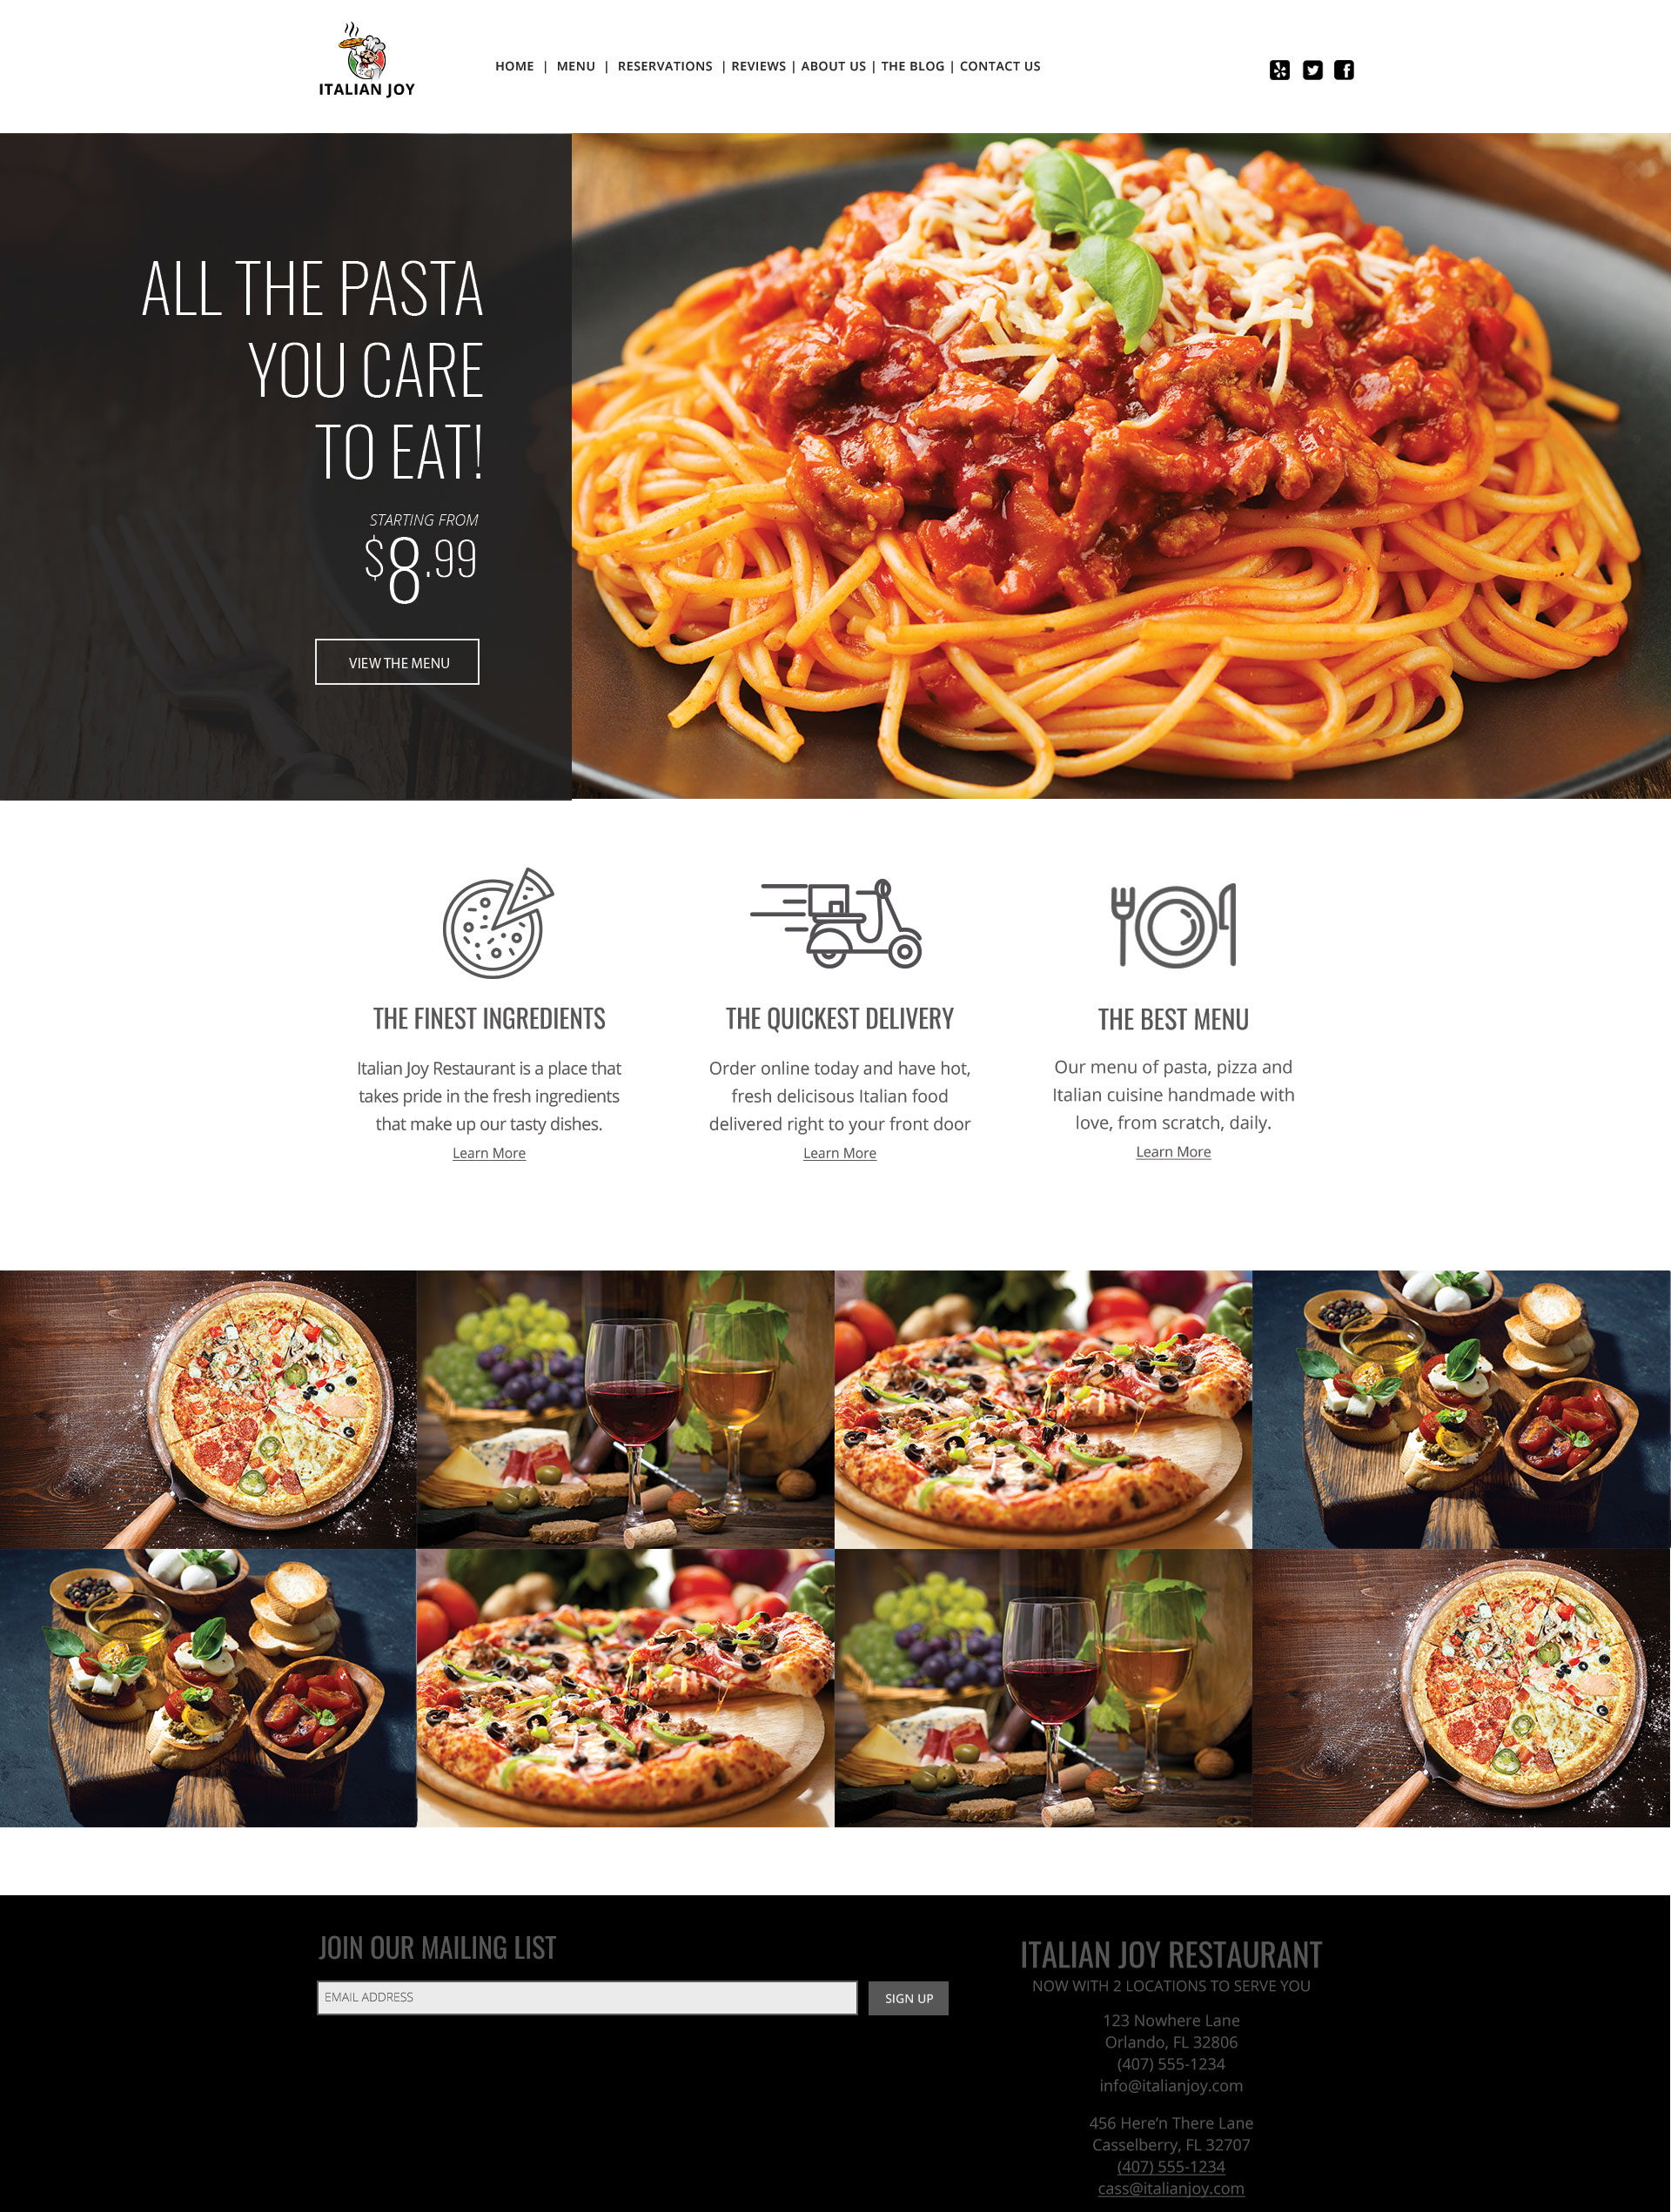 ITALIAN JOY
HOME | MENU | RESERVATIONS | REVIEWS | ABOUT US | THE BLOG | CONTACT US
ALL THE PASTA
YOU CARE
TO EAT!
STARTING FROM
$8.99
VIEW THE MENU
THE FINEST INGREDIENTS
Italian Joy Restaurant is a place that
takes pride in the fresh ingredients
that make up our tasty dishes.
Learn More
THE QUICKEST DELIVERY
Order online today and have hot,
fresh delicisous Italian food
delivered right to your front door
Learn More
THE BEST MENU
Our menu of pasta, pizza and
Italian cuisine handmade with
love, from scratch, daily.
Learn More
JOIN OUR MAILING LIST
EMAIL ADDRESS
SIGN UP
ITALIAN JOY RESTAURANT
NOW WITH 2 LOCATIONS TO SERVE YOU
123 Nowhere Lane
Orlando, FL 32806
(407) 555-1234
info@italianjoy.com
456 Here’n There Lane
Casselberry, FL 32707
(407) 555-1234
cass@italianjoy.com